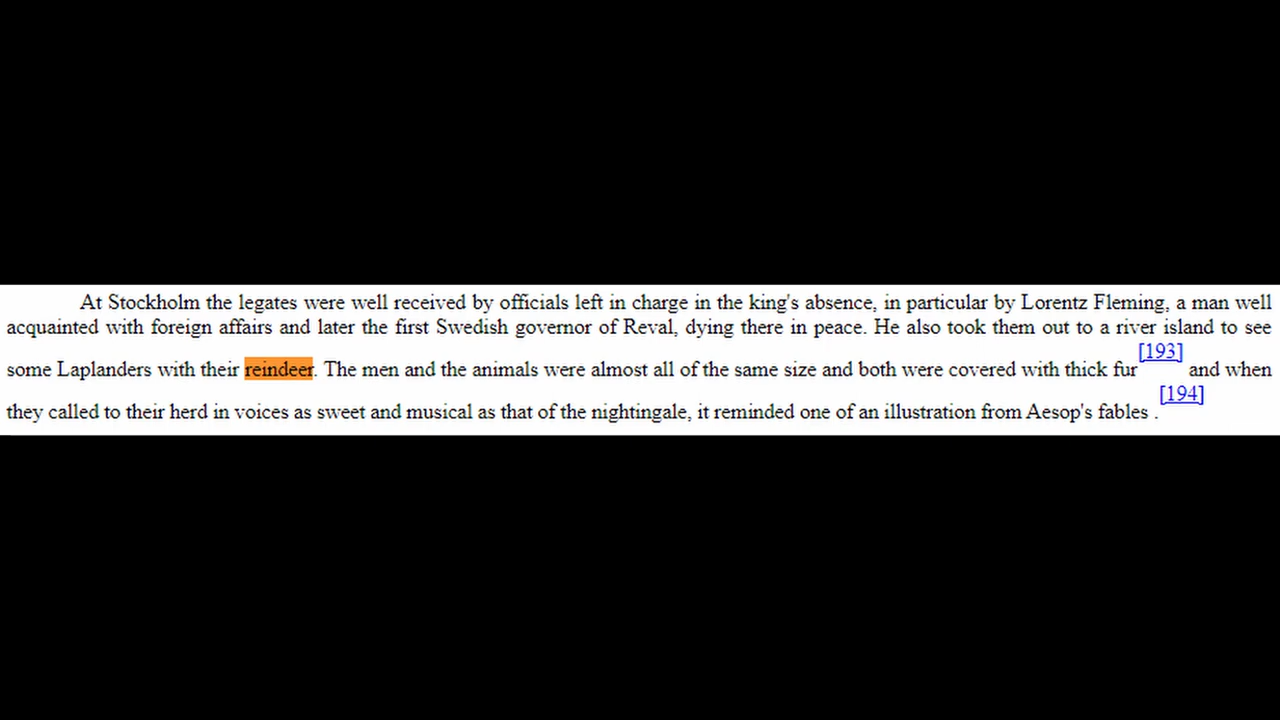 At Stockholm the legates were well received by officials left in charge in the king's absence, in particular by Lorentz Fleming, a man well
acquainted with foreign affairs and later the first Swedish governor of Reval, dying there in peace. He also took them out to a river island to see
some Laplanders with their reindeer. The men and the animals were almost all of the same size and both were covered with thick fur [193] and when
they called to their herd in voices as sweet and musical as that of the nightingale, it reminded one of an illustration from Aesop's fables . [194]